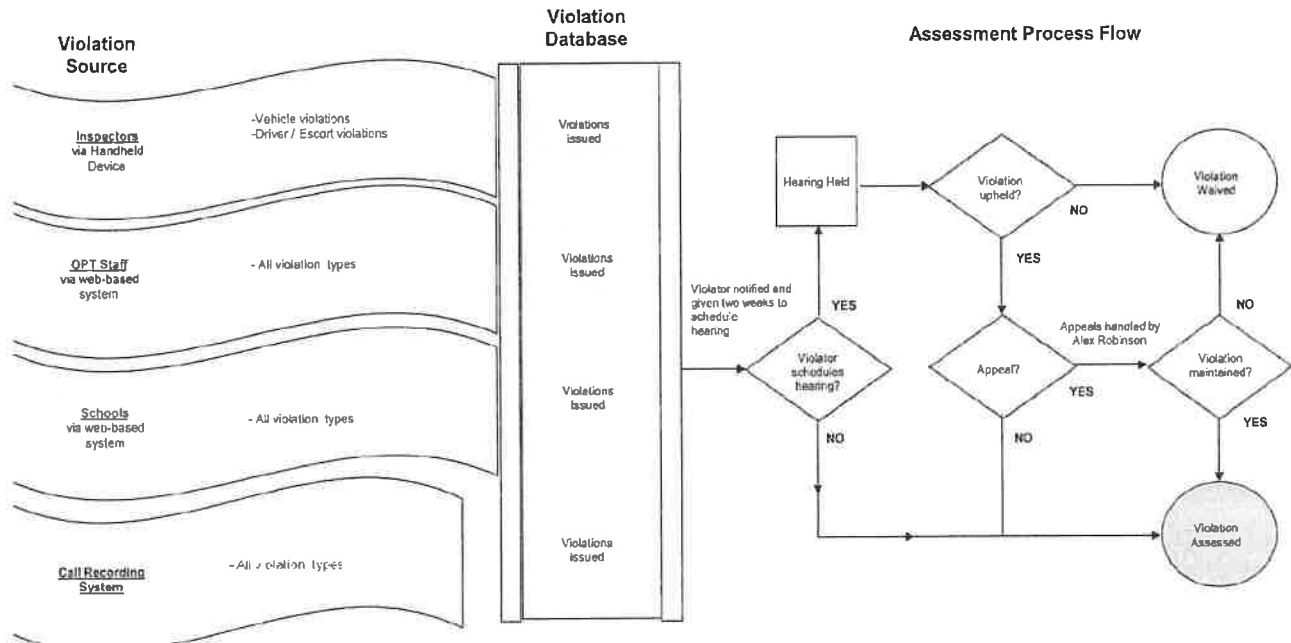 Violation
Source
Violation
Database
Assessment Process Flow
Inspectors
via Handheld
Device
-Vehicle violations
-Driver / Escort violations
Violations
issued
OPT Staff
via web-based
system
- All violation types
Violations
issued
Schools
via web-based
system
- All violation types
Violations
issued
Call Recording
System
- All violation types
Violations
issued
Violator notified and
given two weeks to
schedule
hearing
Violator
schedules
hearing?
YES
NO
Hearing Held
Violation
upheld?
NO
YES
Violation
Waived
Appeal?
YES
NO
Appeals handled by
Alex Robinson
Violation
maintained?
NO
YES
Violation
Assessed